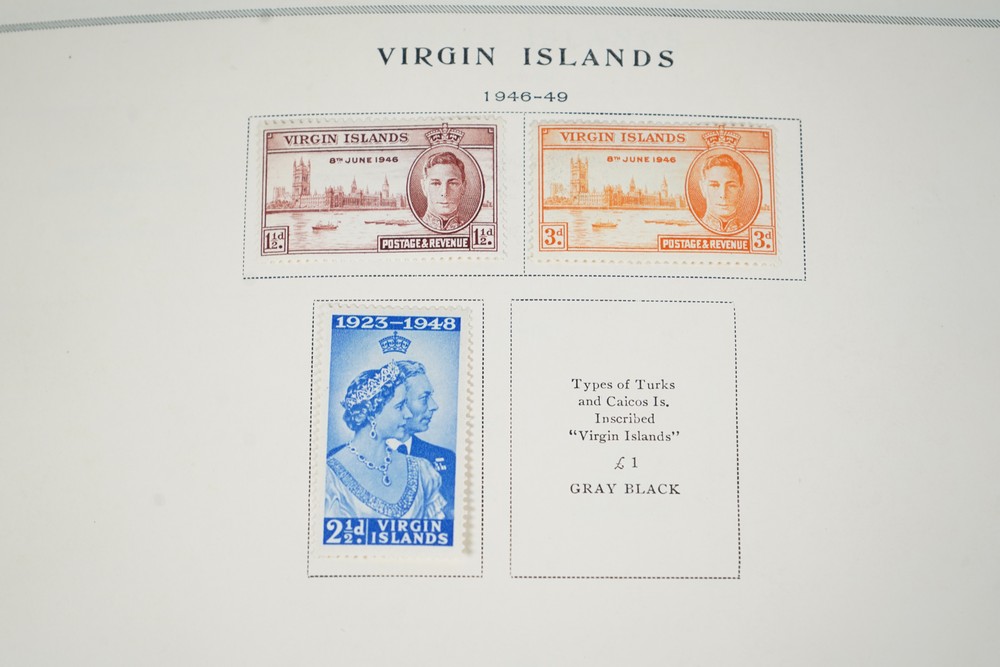 VIRGIN ISLANDS
1946-49
VIRGIN ISLANDS
8TH JUNE 1946
1½d.
POSTAGE & REVENUE
1½d.
VIRGIN ISLANDS
8TH JUNE 1946
3d.
POSTAGE & REVENUE
3d.
1923-1948
2½d.
VIRGIN
ISLANDS
Types of Turks
and Caicos Is.
Inscribed
"Virgin Islands"
£ 1
GRAY BLACK